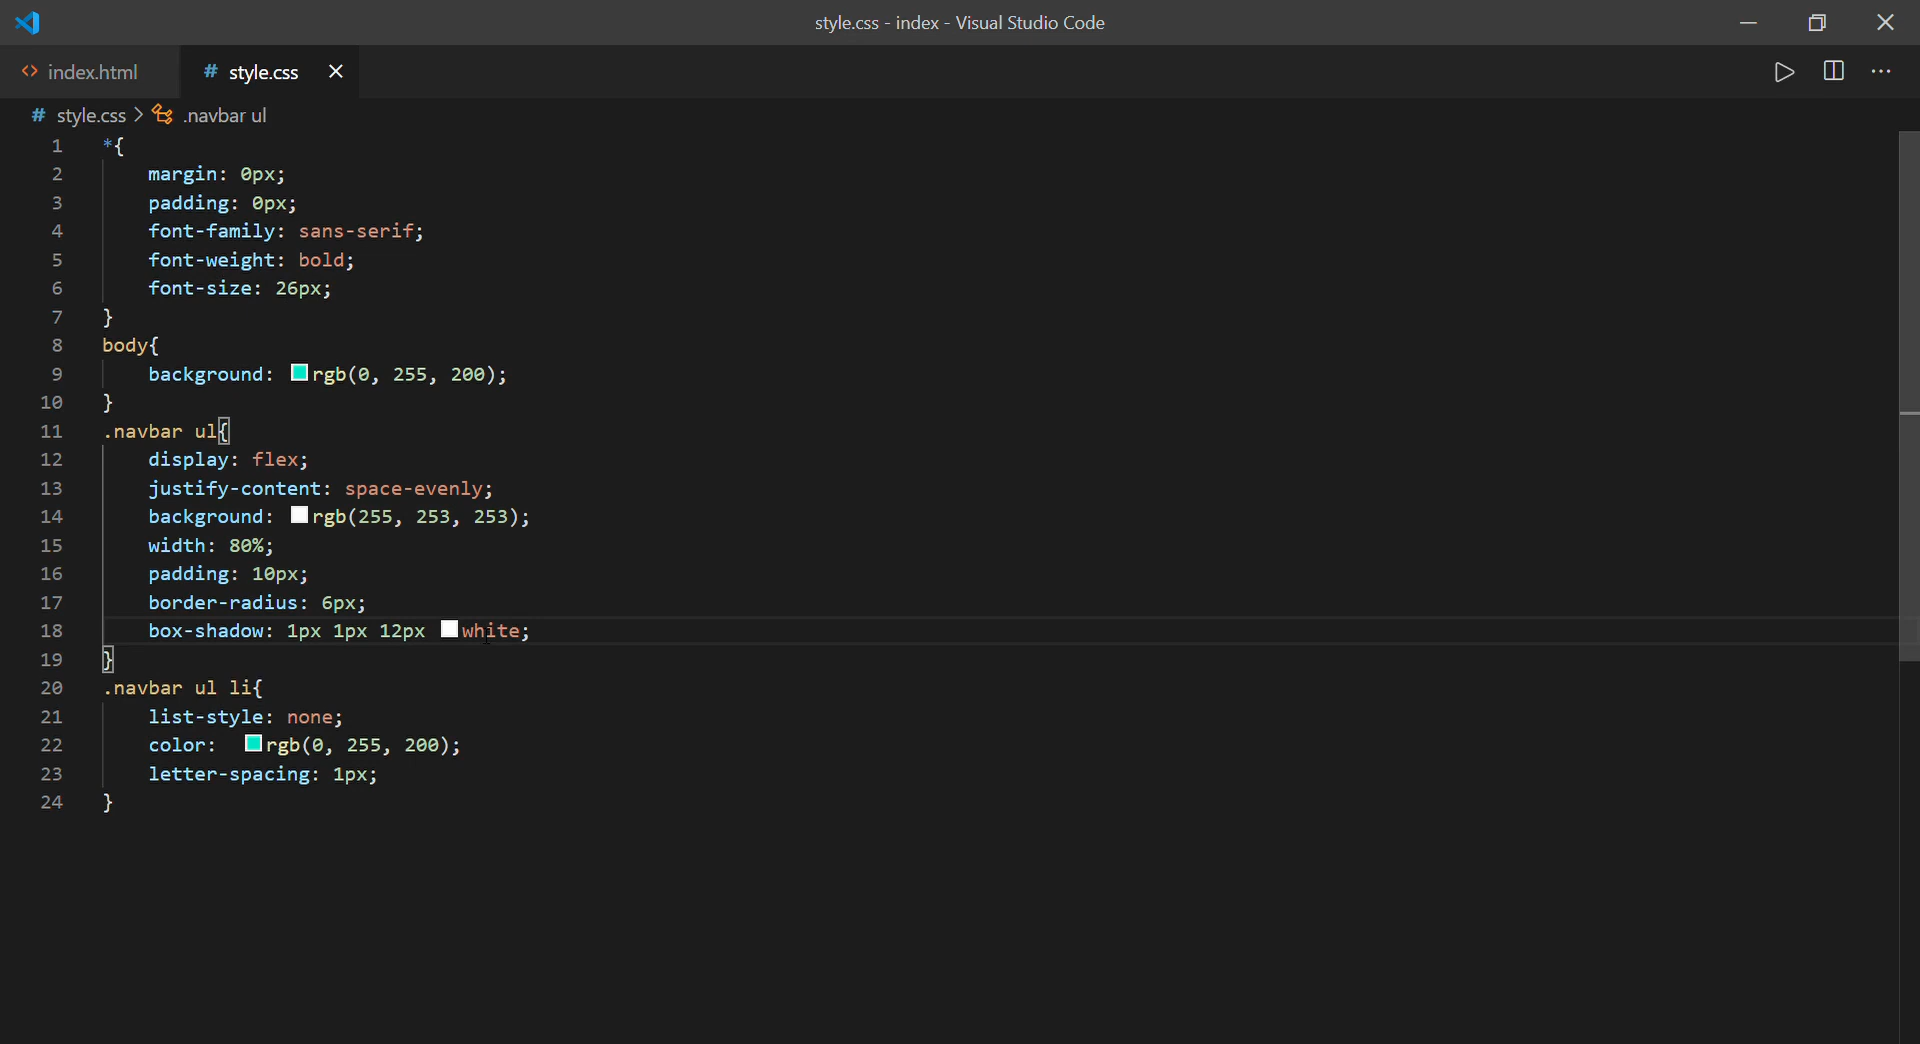 style.css - index - Visual Studio Code
index.html
style.css
style.css > .navbar ul
1 *{
2     margin: 0px;
3     padding: 0px;
4     font-family: sans-serif;
5     font-weight: bold;
6     font-size: 26px;
7 }
8 body{
9     background: rgb(0, 255, 200);
10 }
11 .navbar ul{
12     display: flex;
13     justify-content: space-evenly;
14     background: rgb(255, 253, 253);
15     width: 80%;
16     padding: 10px;
17     border-radius: 6px;
18     box-shadow: 1px 1px 12px white;
19 }
20 .navbar ul li{
21     list-style: none;
22     color:  rgb(0, 255, 200);
23     letter-spacing: 1px;
24 }